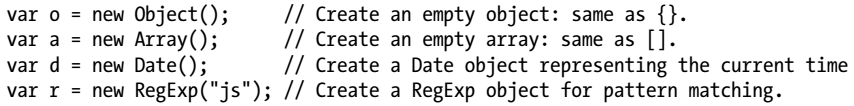 var o = new Object();     // Create an empty object: same as {}.
var a = new Array();      // Create an empty array: same as [].
var d = new Date();       // Create a Date object representing the current time
var r = new RegExp("js"); // Create a RegExp object for pattern matching.